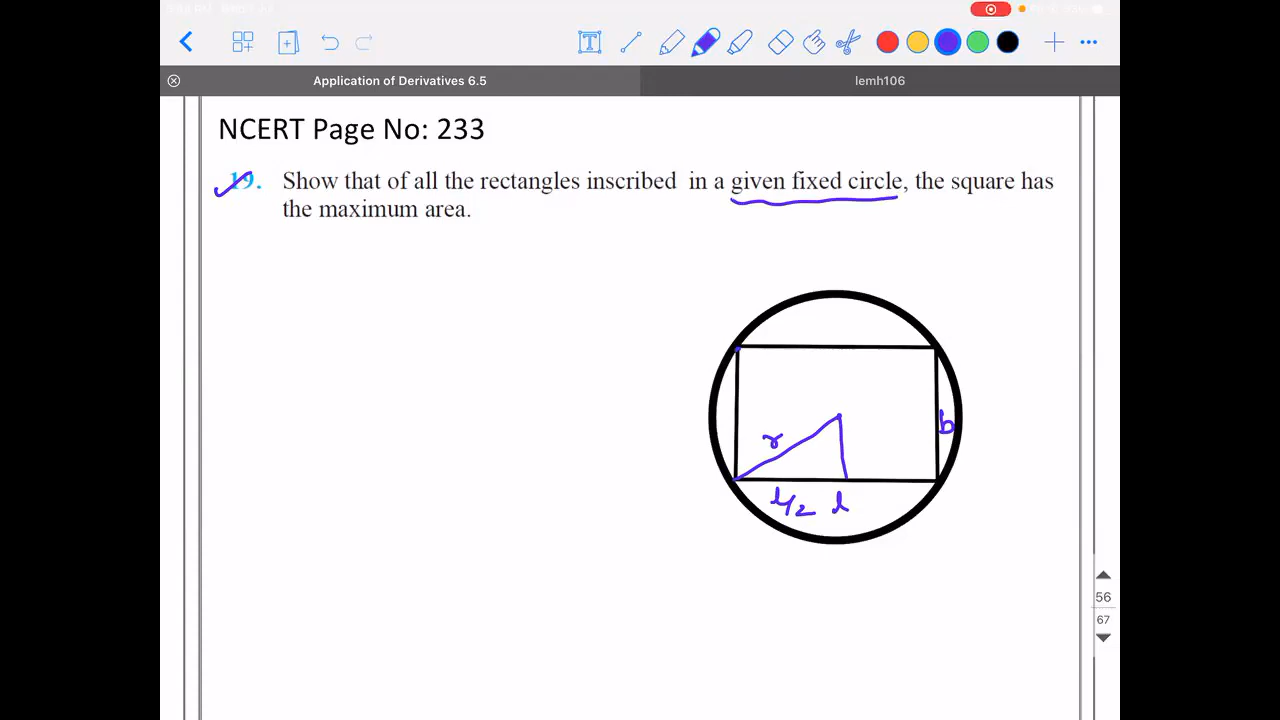 Application of Derivatives 6.5
lemh106
NCERT Page No: 233
19. Show that of all the rectangles inscribed in a given fixed circle, the square has
the maximum area.
r
b
l/2 l
56
67